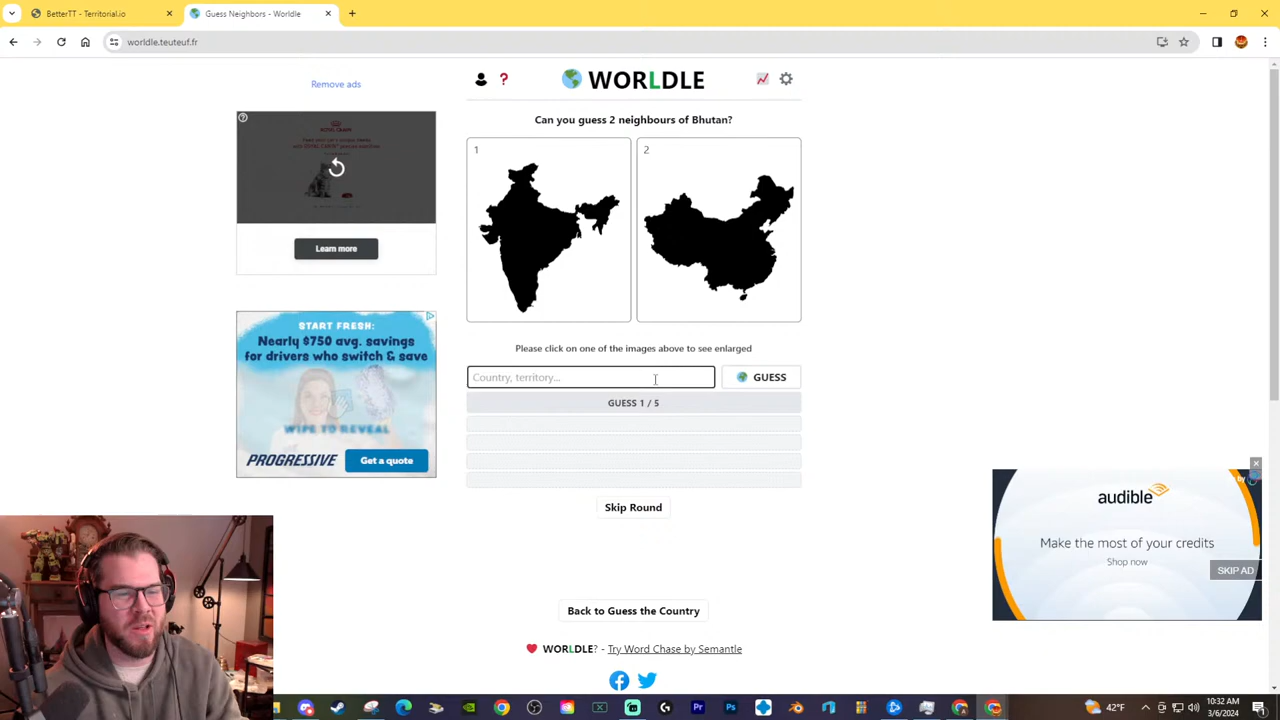 BetterTT - Territorial.io
Guess Neighbors - Worldle
worldle.teuteuf.fr
Remove ads
WORLDLE
Can you guess 2 neighbours of Bhutan?
1
2
ROYAL CANIN
Learn more
START FRESH:
Nearly $750 avg. savings
for drivers who switch & save
WIPE TO REVEAL
PROGRESSIVE
Get a quote
Please click on one of the images above to see enlarged
Country, territory...
GUESS
GUESS 1 / 5
Skip Round
Back to Guess the Country
WORLDLE? - Try Word Chase by Semantle
audible
Make the most of your credits
Shop now
SKIP AD
Pr
Ps
42°F
10:32 AM
3/6/2024